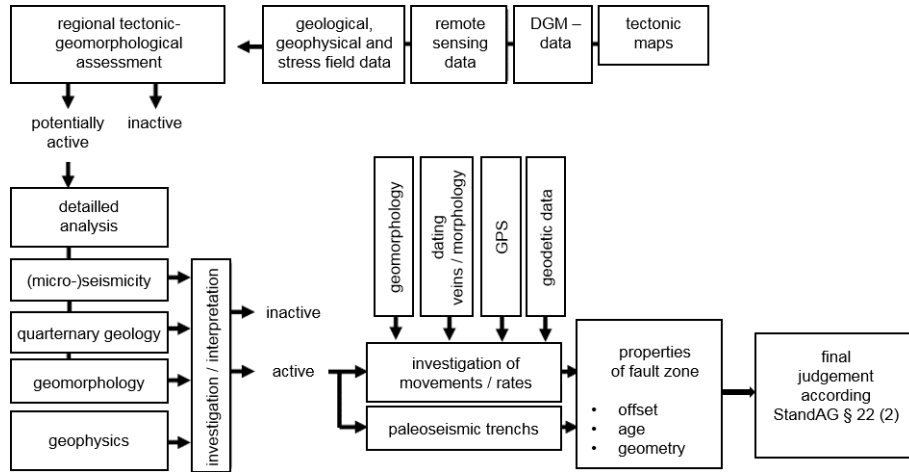 regional tectonic-
geomorphological
assessment
geological,
geophysical and
stress field data
remote
sensing
data
DGM –
data
tectonic
maps
potentially
active
inactive
detailled
analysis
(micro-)seismicity
quarternary geology
geomorphology
geophysics
investigation / interpretation
inactive
active
geomorphology
dating
veins / morphology
GPS
geodetic data
investigation of
movements / rates
paleoseismic trenchs
properties
of fault zone
• offset
• age
• geometry
final
judgement
according
StandAG § 22 (2)